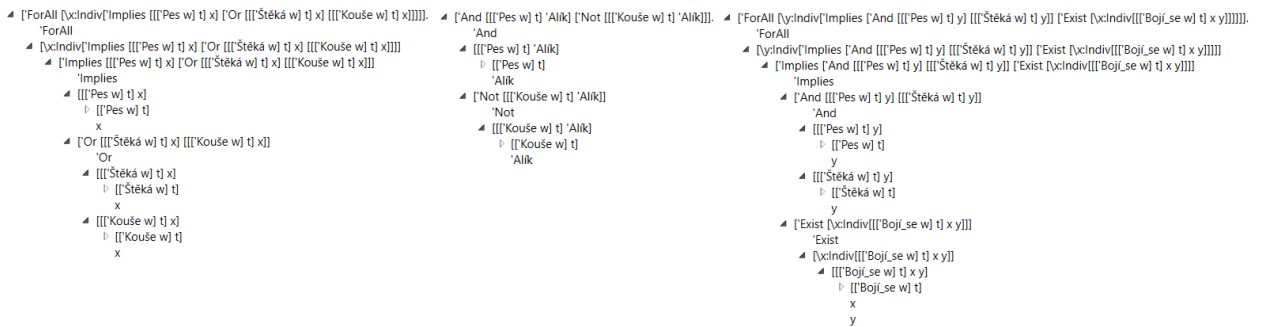 ['ForAll [\x:Indiv['Implies [[['Pes w] t] x] ['Or [[['Štěká w] t] x] [[['Kouše w] t] x]]]]].
'ForAll
[\x:Indiv['Implies [[['Pes w] t] x] ['Or [[['Štěká w] t] x] [[['Kouše w] t] x]]]]
['Implies [[['Pes w] t] x] ['Or [[['Štěká w] t] x] [[['Kouše w] t] x]]]
'Implies
[[['Pes w] t] x]
[['Pes w] t]
x
['Or [[['Štěká w] t] x] [[['Kouše w] t] x]]
'Or
[[['Štěká w] t] x]
[['Štěká w] t]
x
[[['Kouše w] t] x]
[['Kouše w] t]
x
['And [[['Pes w] t] 'Alík] ['Not [[['Kouše w] t] 'Alík]]].
'And
[[['Pes w] t] 'Alík]
[['Pes w] t]
'Alík
['Not [[['Kouše w] t] 'Alík]]
'Not
[[['Kouše w] t] 'Alík]
[['Kouše w] t]
'Alík
['ForAll [\y:Indiv['Implies ['And [[['Pes w] t] y] [[['Štěká w] t] y]] ['Exist [\x:Indiv[[['Bojí_se w] t] x y]]]]]].
'ForAll
[\y:Indiv['Implies ['And [[['Pes w] t] y] [[['Štěká w] t] y]] ['Exist [\x:Indiv[[['Bojí_se w] t] x y]]]]]
['Implies ['And [[['Pes w] t] y] [[['Štěká w] t] y]] ['Exist [\x:Indiv[[['Bojí_se w] t] x y]]]]
'Implies
['And [[['Pes w] t] y] [[['Štěká w] t] y]]
'And
[[['Pes w] t] y]
[['Pes w] t]
y
[[['Štěká w] t] y]
[['Štěká w] t]
y
['Exist [\x:Indiv[[['Bojí_se w] t] x y]]]
'Exist
[\x:Indiv[[['Bojí_se w] t] x y]]
[[['Bojí_se w] t] x y]
[['Bojí_se w] t]
x
y